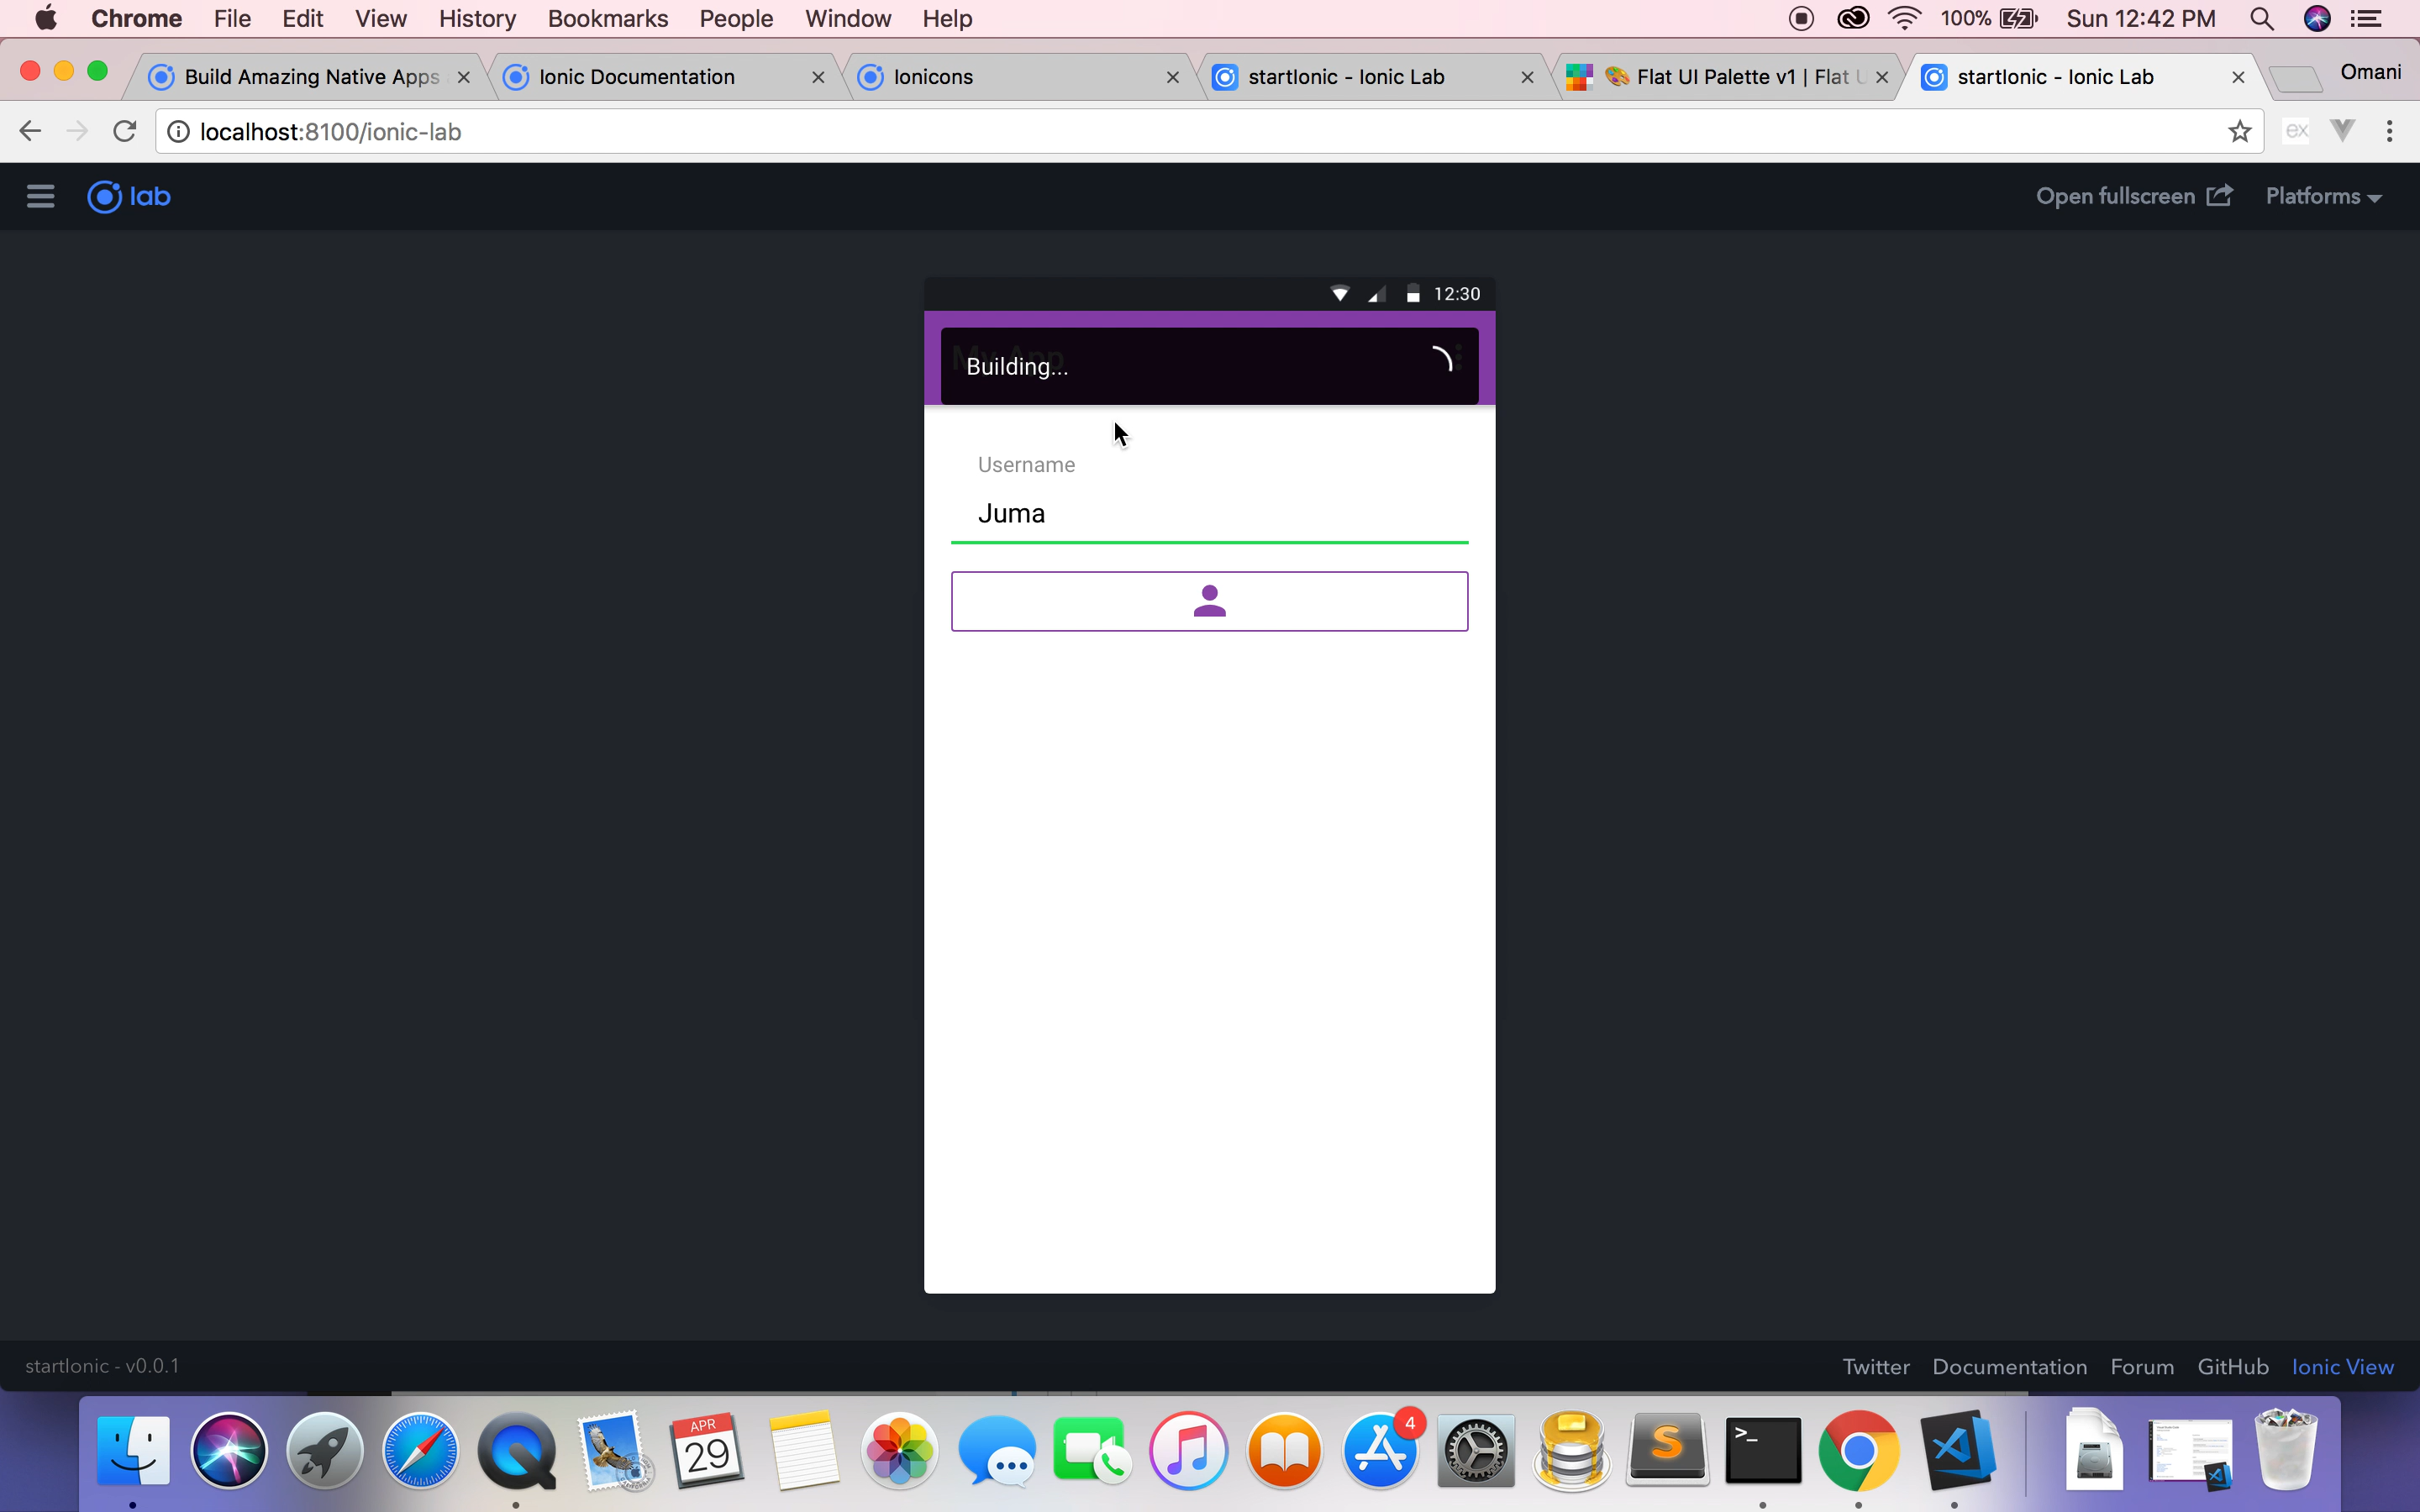 Chrome File Edit View History Bookmarks People Window Help 100% Sun 12:42 PM
Build Amazing Native Apps Ionic Documentation Ionicons startIonic - Ionic Lab Flat UI Palette v1 | Flat U startIonic - Ionic Lab Omani
localhost:8100/ionic-lab ex
lab Open fullscreen Platforms
12:30
My App
Building...
Username
Juma
startIonic - v0.0.1 Twitter Documentation Forum GitHub Ionic View
APR
29
4